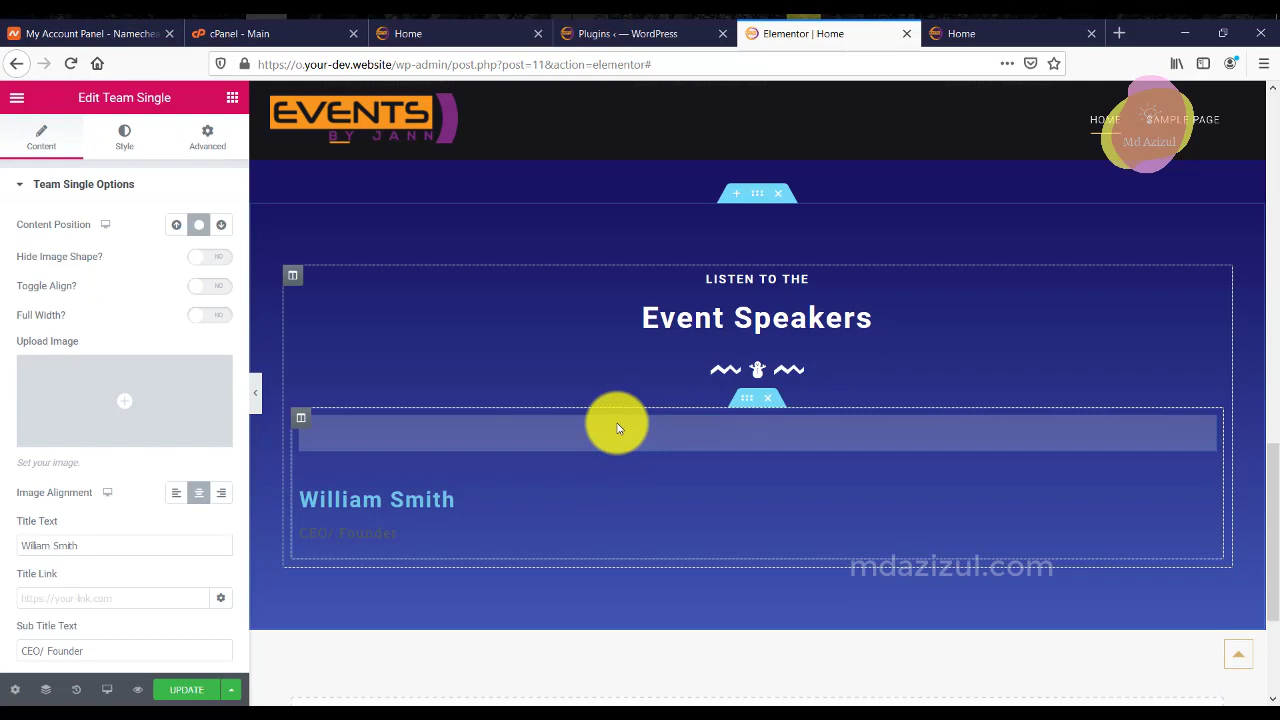 My Account Panel - Namechea
cPanel - Main
Home
Plugins ‹ — WordPress
Elementor | Home
Home
https://o.your-dev.website/wp-admin/post.php?post=11&action=elementor#
Edit Team Single
EVENTS
BY JANN
HOME
SAMPLE PAGE
Md Azizul
Content
Style
Advanced
Team Single Options
Content Position
Hide Image Shape?
NO
Toggle Align?
NO
Full Width?
NO
Upload Image
Set your image.
Image Alignment
Title Text
William Smith
Title Link
https://your-link.com
Sub Title Text
CEO/ Founder
UPDATE
LISTEN TO THE
Event Speakers
William Smith
CEO/ Founder
mdazizul.com